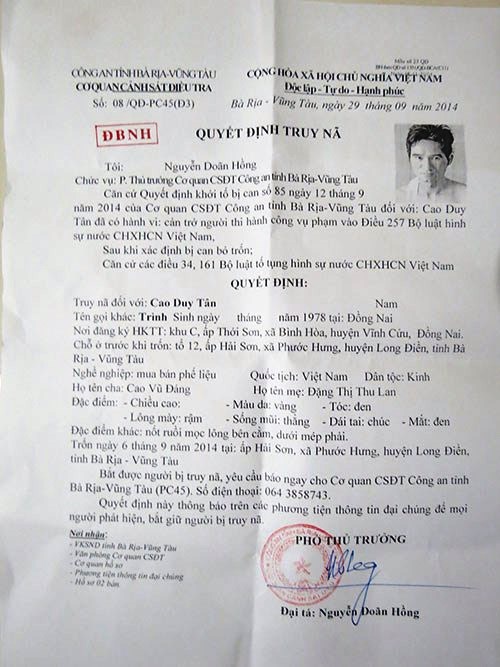 Mẫu số 23 QĐ
CÔNG AN TỈNH BÀ RỊA-VŨNG TÀU
CỘNG HÒA XÃ HỘI CHỦ NGHĨA VIỆT NAM
CƠ QUAN CẢNH SÁT ĐIỀU TRA
Độc lập - Tự do - Hạnh phúc
Số: 08 /QĐ-PC45(Đ3)
Bà Rịa - Vũng Tàu, ngày 29 tháng 09 năm 2014
ĐBNH
QUYẾT ĐỊNH TRUY NÃ
Tôi: Nguyễn Doãn Hồng
Chức vụ: P. Thủ trưởng Cơ quan CSĐT Công an tỉnh Bà Rịa-Vũng Tàu
Căn cứ Quyết định khởi tố bị can số 85 ngày 12 tháng 9
năm 2014 của Cơ quan CSĐT Công an tỉnh Bà Rịa-Vũng Tàu đối với: Cao Duy
Tân đã có hành vi: cản trở người thi hành công vụ phạm vào Điều 257 Bộ luật hình
sự nước CHXHCN Việt Nam,
Sau khi xác định bị can bỏ trốn;
Căn cứ các điều 34, 161 Bộ luật tố tụng hình sự nước CHXHCN Việt Nam
QUYẾT ĐỊNH:
Truy nã đối với: Cao Duy Tân Nam
Tên gọi khác: Trình Sinh ngày tháng năm 1978 tại: Đồng Nai
Nơi đăng ký HKTT: khu C, ấp Thới Sơn, xã Bình Hòa, huyện Vĩnh Cửu, Đồng Nai.
Chỗ ở trước khi trốn: tổ 12, ấp Hải Sơn, xã Phước Hưng, huyện Long Điền, tỉnh Bà
Rịa - Vũng Tàu
Nghề nghiệp: mua bán phế liệu Quốc tịch: Việt Nam Dân tộc: Kinh
Họ tên cha: Cao Vũ Đảng Họ tên mẹ: Đặng Thị Thu Lan
Đặc điểm: - Chiều cao: - Màu da: vàng - Tóc: đen
- Lông mày: rậm - Sống mũi: thẳng - Dái tai: chúc - Mắt: đen
Đặc điểm khác: nốt ruồi mọc lông bên cằm, dưới mép phải.
Trốn ngày 6 tháng 9 năm 2014 tại: ấp Hải Sơn, xã Phước Hưng, huyện Long Điền,
tỉnh Bà Rịa - Vũng Tàu
Bắt được người bị truy nã, yêu cầu báo ngay cho Cơ quan CSĐT Công an tỉnh
Bà Rịa-Vũng Tàu (PC45). Số điện thoại: 064 3858743.
Quyết định này thông báo trên các phương tiện thông tin đại chúng để mọi
người phát hiện, bắt giữ người bị truy nã.
Nơi nhận:
PHÓ THỦ TRƯỞNG
- VKSND tỉnh Bà Rịa-Vũng Tàu
- Văn phòng Cơ quan CSĐT
- Cơ quan hồ sơ
- Phương tiện thông tin đại chúng
- Hồ sơ 02 bản.
Đại tá: Nguyễn Doãn Hồng